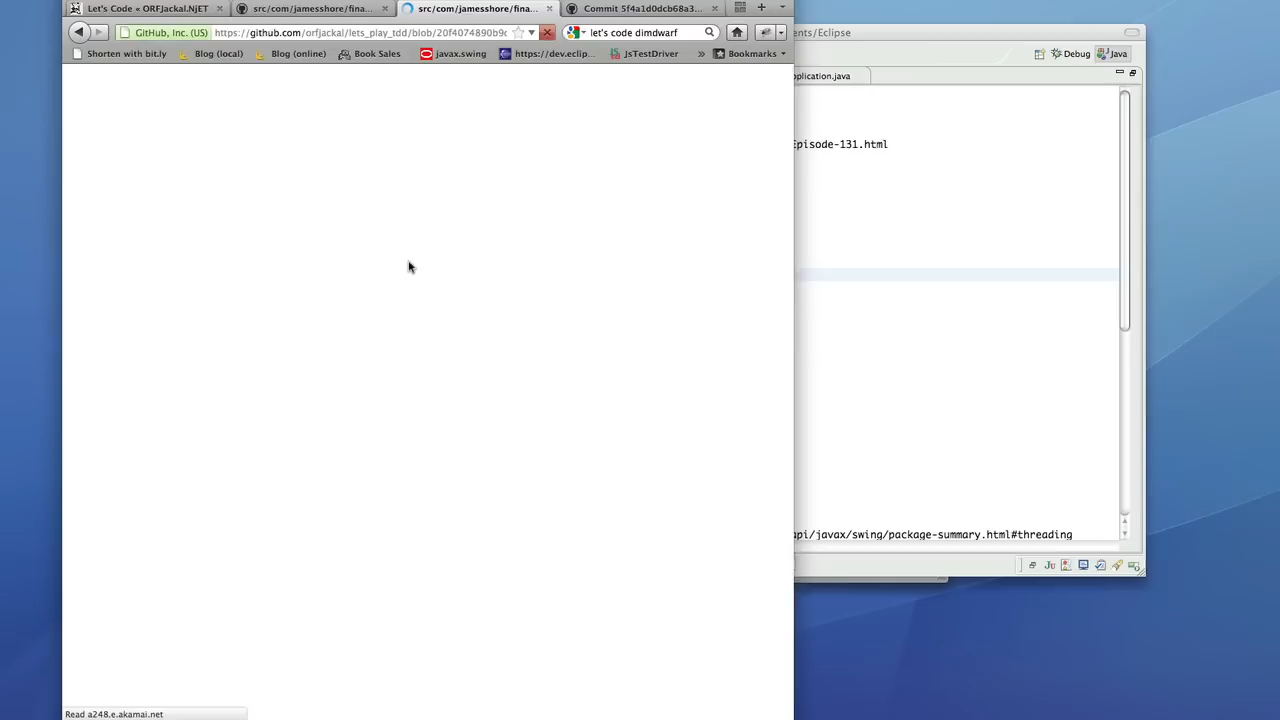 Let's Code « ORFJackal.NjET
src/com/jamesshore/fina...
src/com/jamesshore/fina...
Commit 5f4a1d0dcb68a3...
GitHub, Inc. (US)
https://github.com/orfjackal/lets_play_tdd/blob/20f4074890b9c
let's code dimdwarf
Shorten with bit.ly
Blog (local)
Blog (online)
Book Sales
javax.swing
https://dev.eclip...
JsTestDriver
»
Bookmarks
ents/Eclipse
Debug
Java
plication.java
Episode-131.html
api/javax/swing/package-summary.html#threading
Ju
Read a248.e.akamai.net